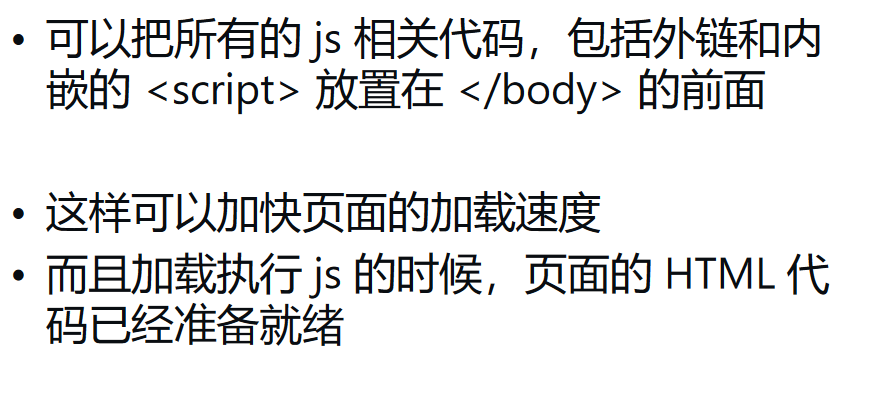 • 可以把所有的 js 相关代码，包括外链和内
嵌的 <script> 放置在 </body> 的前面
• 这样可以加快页面的加载速度
• 而且加载执行 js 的时候，页面的 HTML 代
码已经准备就绪